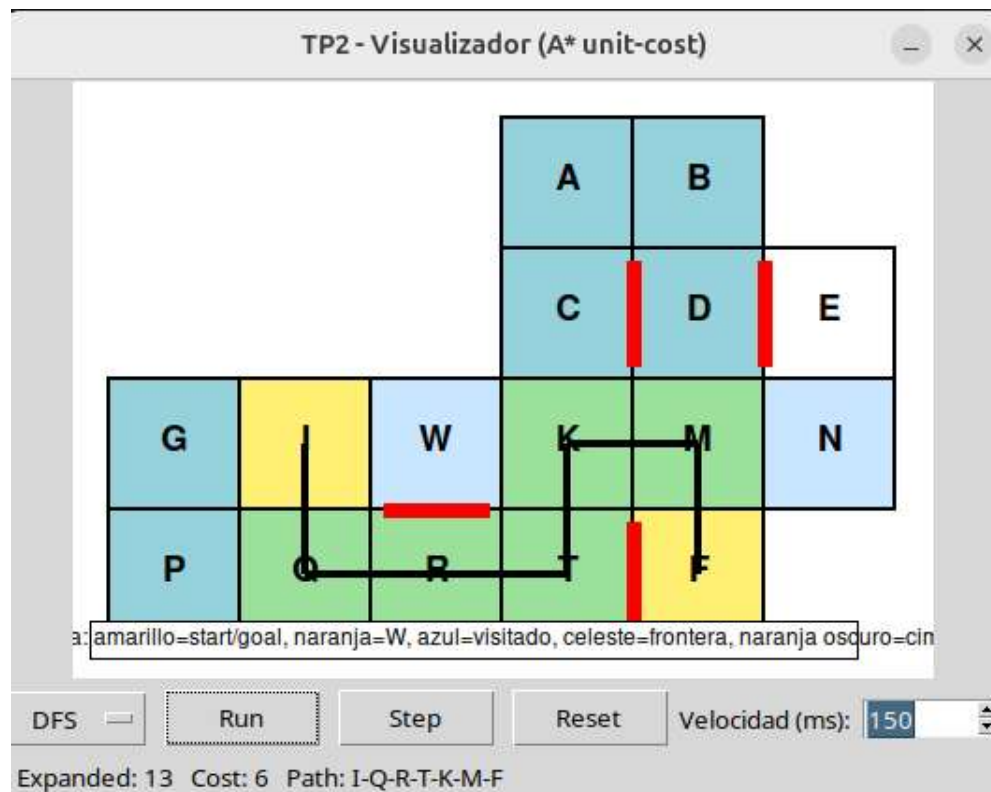 TP2 - Visualizador (A* unit-cost)
A B
C D E
G I W K M N
P Q R T F
a: amarillo=start/goal, naranja=W, azul=visitado, celeste=frontera, naranja oscuro=cim
DFS Run Step Reset Velocidad (ms): 150
Expanded: 13 Cost: 6 Path: I-Q-R-T-K-M-F